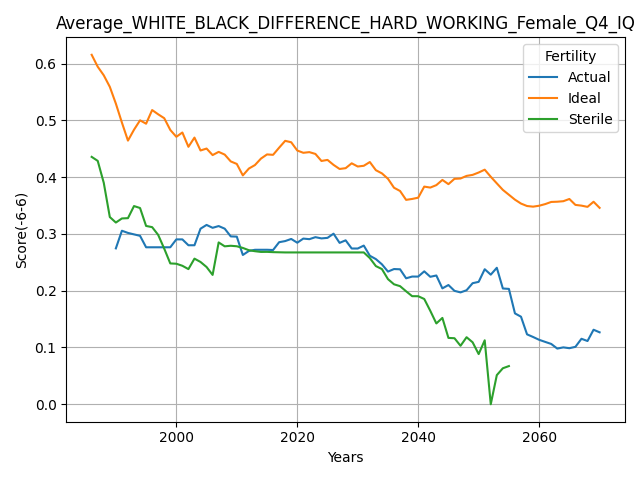 Average_WHITE_BLACK_DIFFERENCE_HARD_WORKING_Female_Q4_IQ
Fertility
Actual
Ideal
Sterile
Score(-6-6)
0.6
0.5
0.4
0.3
0.2
0.1
0.0
2000 2020 2040 2060
Years